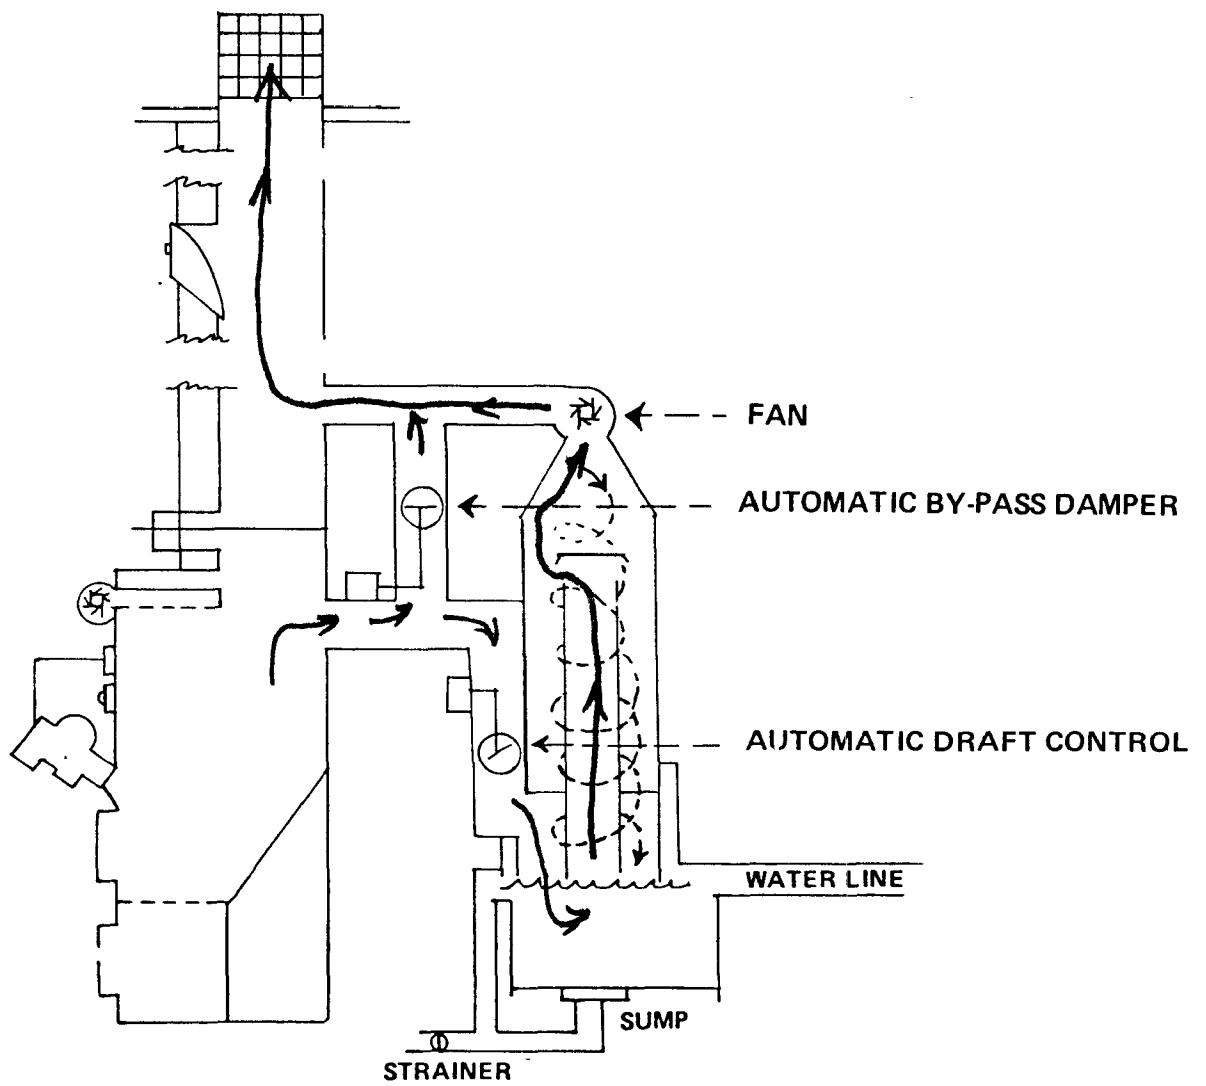 FAN
AUTOMATIC BY-PASS DAMPER
AUTOMATIC DRAFT CONTROL
WATER LINE
SUMP
STRAINER